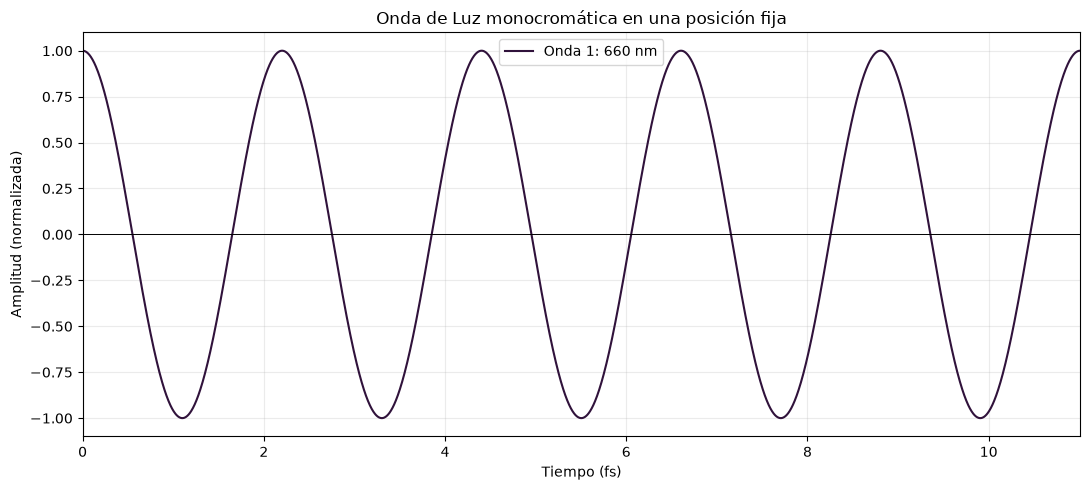 Onda de Luz monocromática en una posición fija
Onda 1: 660 nm
Amplitud (normalizada)
1.00
0.75
0.50
0.25
0.00
−0.25
−0.50
−0.75
−1.00
0 2 4 6 8 10
Tiempo (fs)